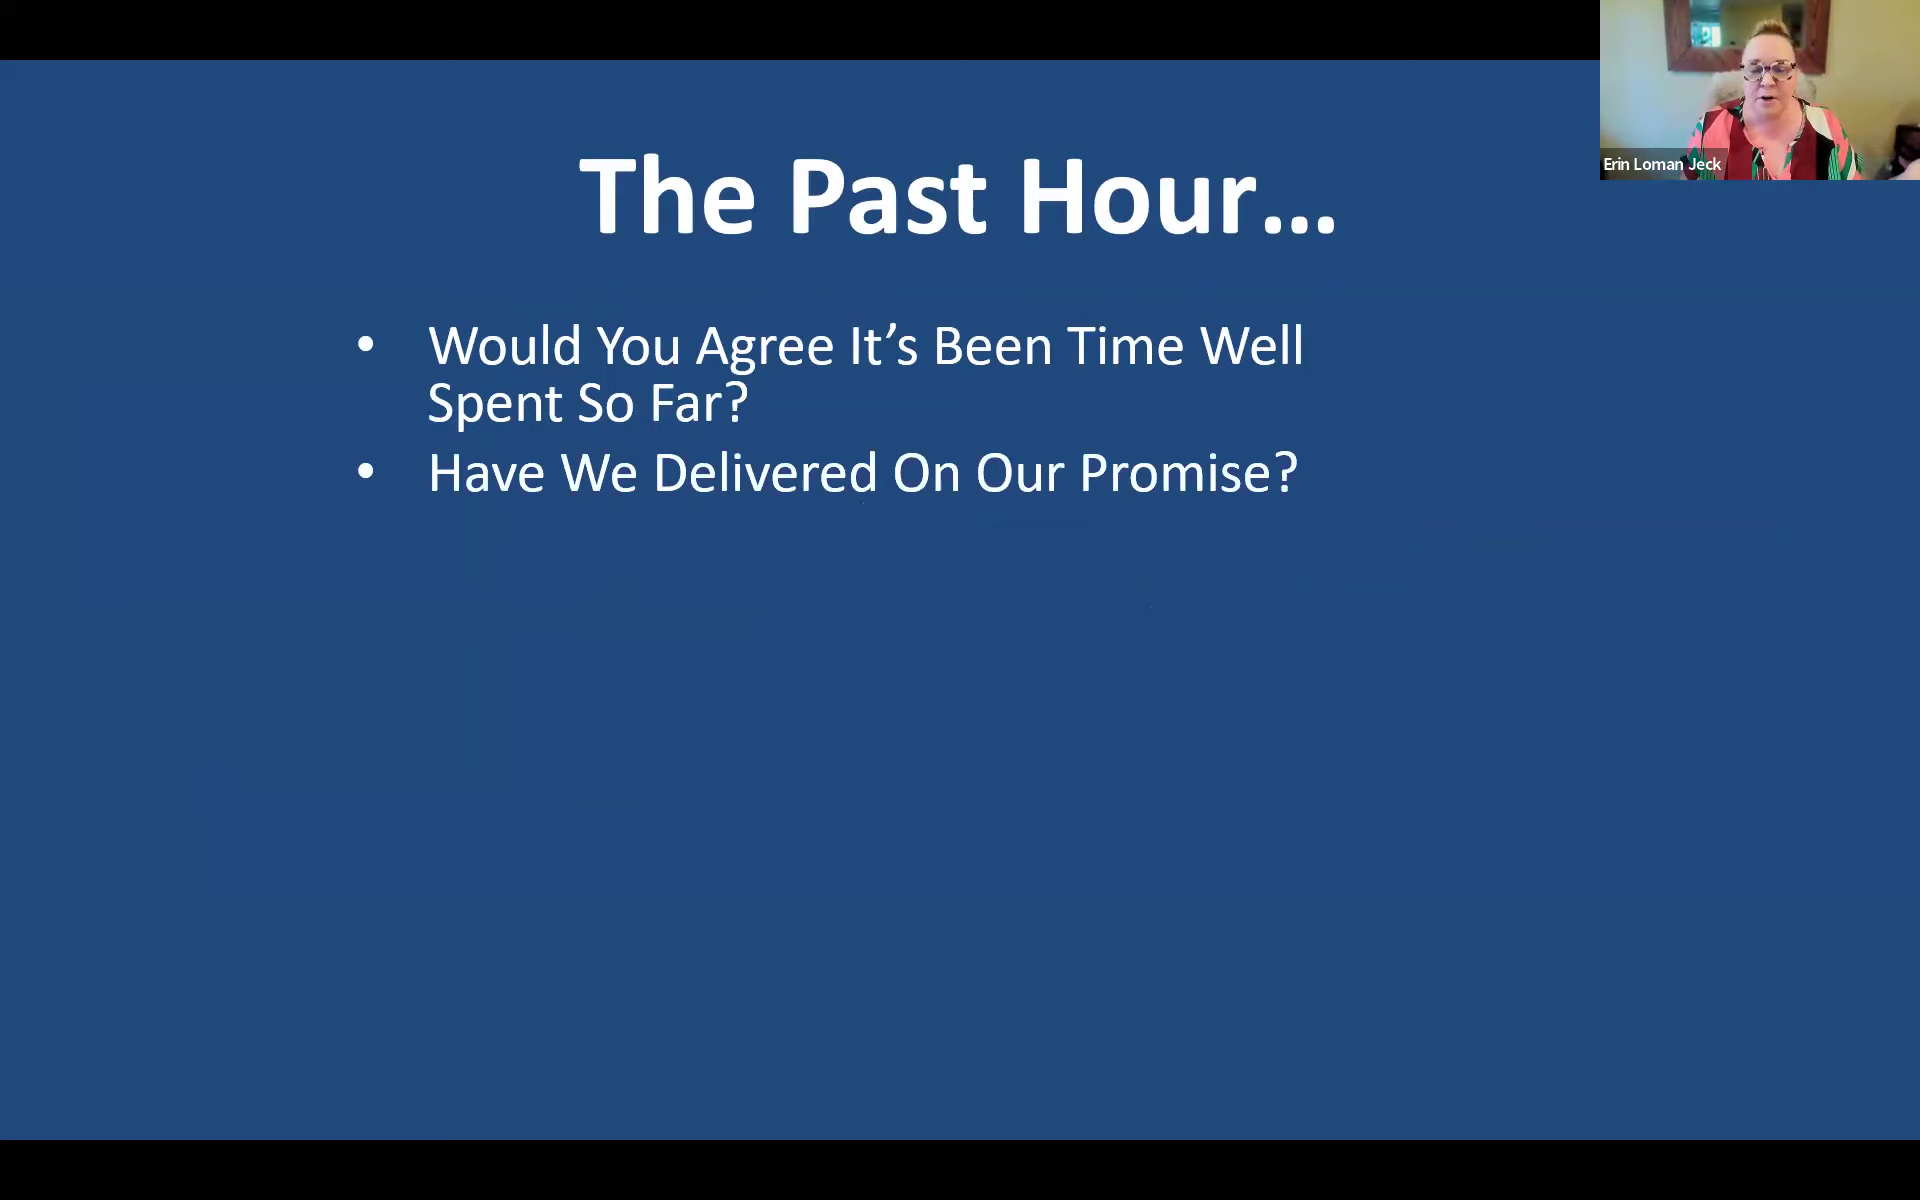 The Past Hour…
• Would You Agree It’s Been Time Well
Spent So Far?
• Have We Delivered On Our Promise?
Erin Loman Jeck